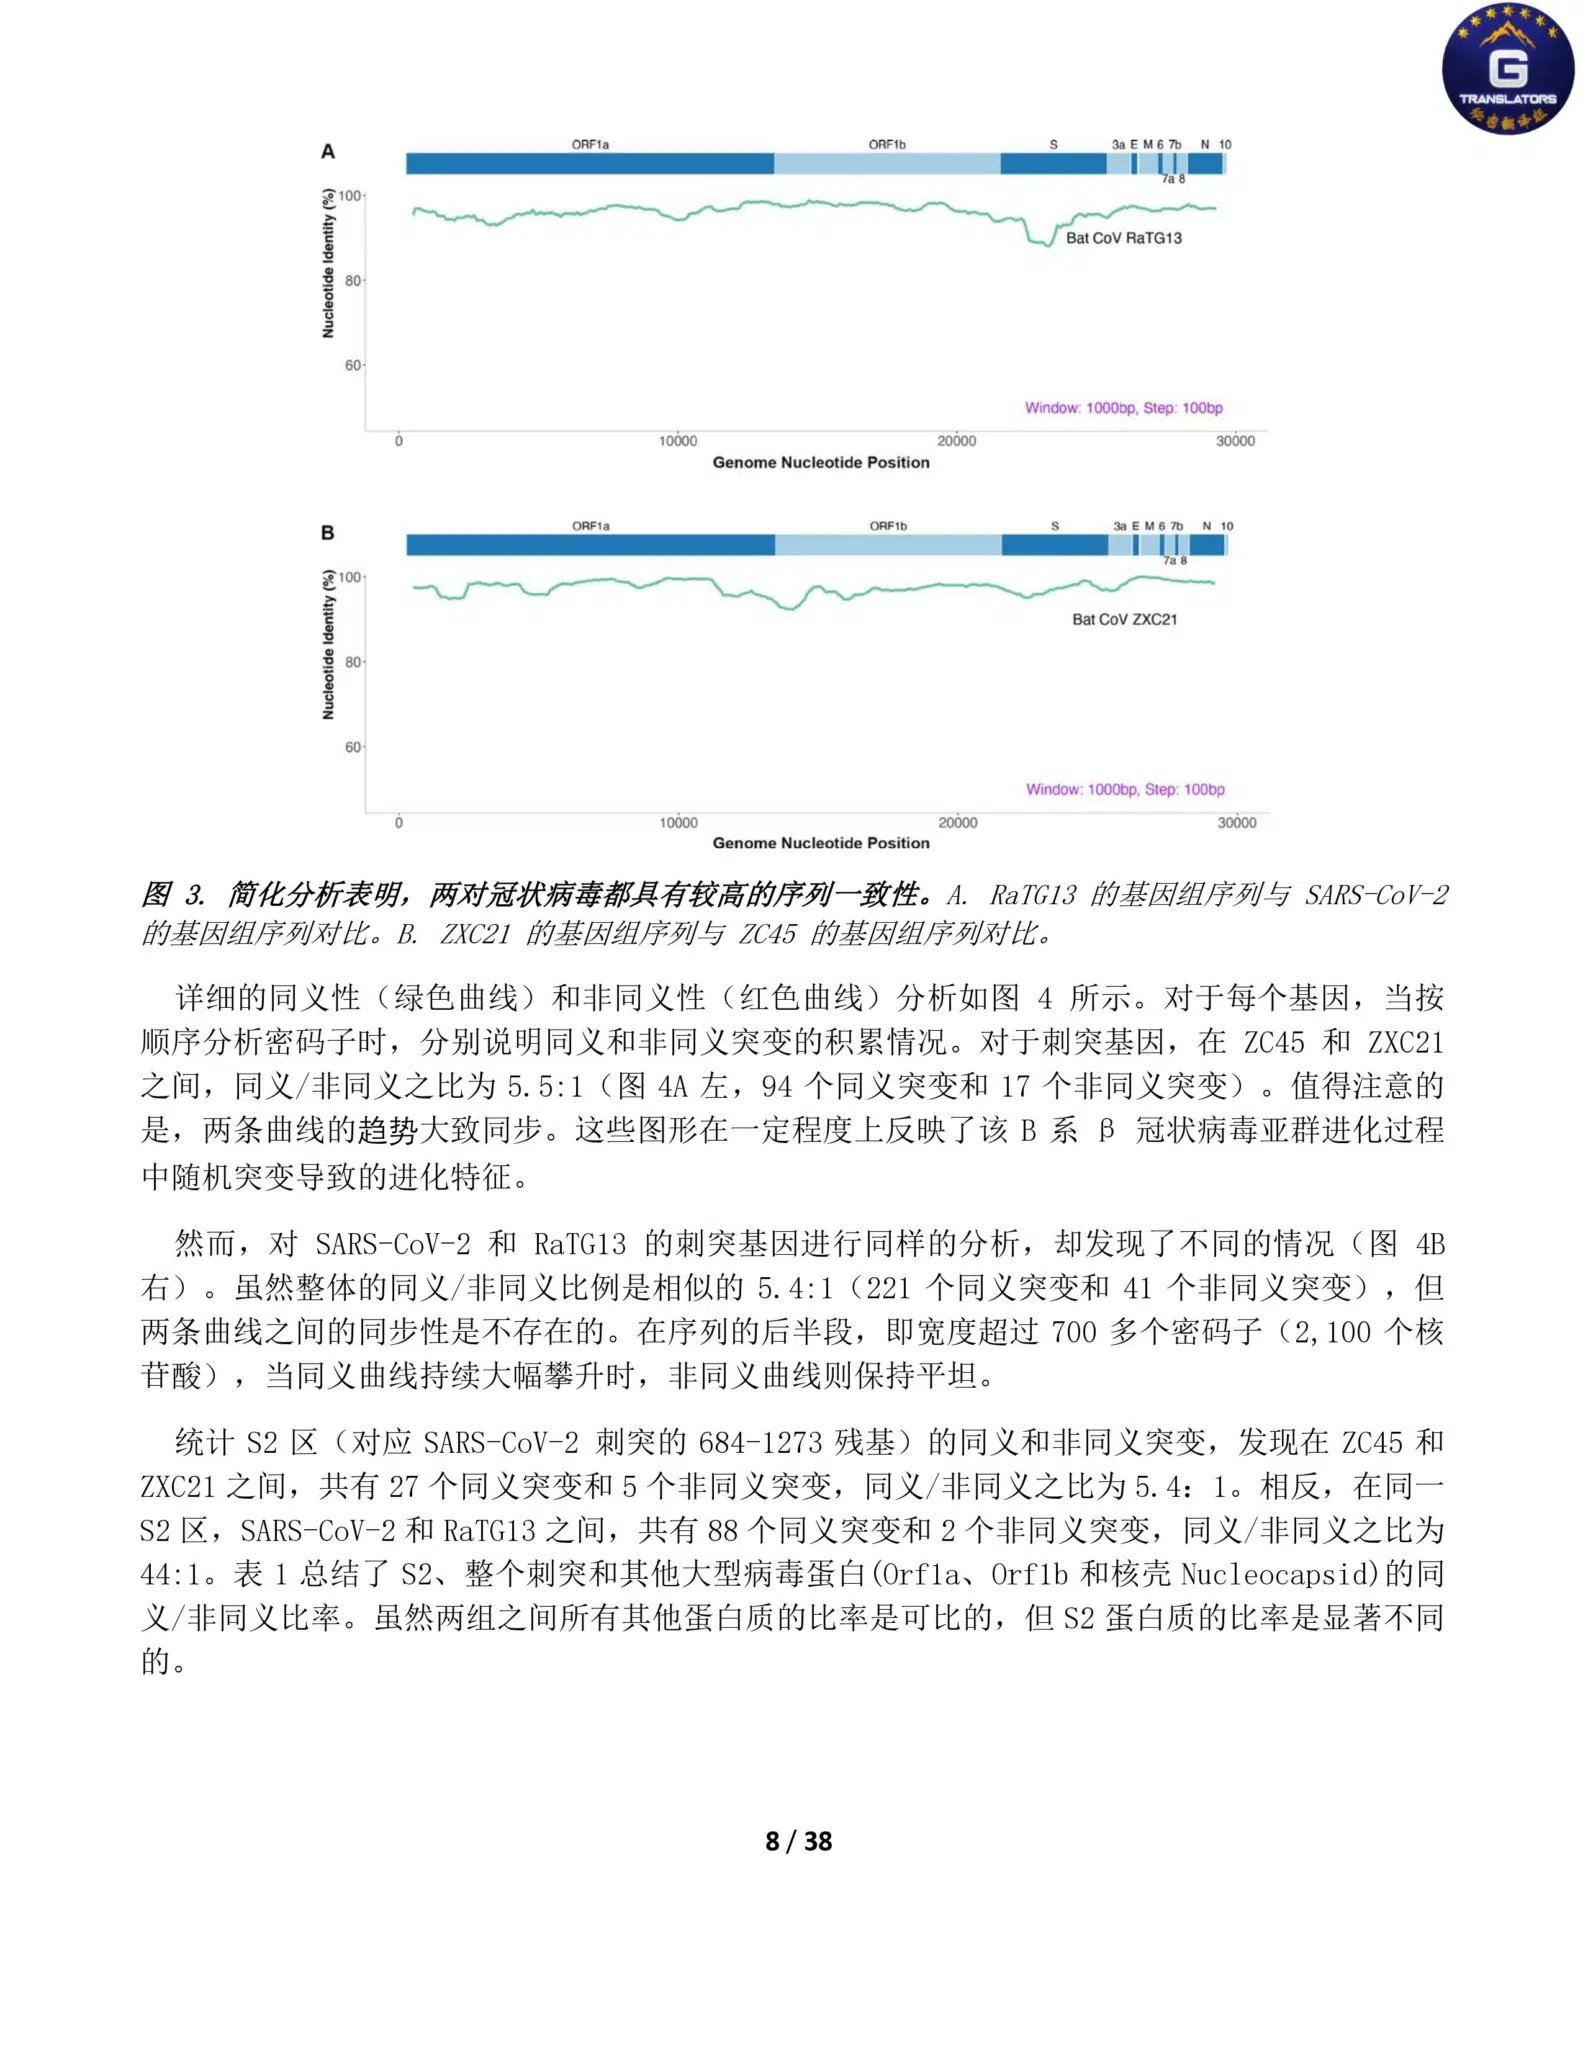 G
TRANSLATORS
秘密翻译组
A
ORF1a ORF1b S 3a E M 6 7b N 10
7a 8
Nucleotide Identity (%)
100
80
60
Bat CoV RaTG13
Window: 1000bp, Step: 100bp
0 10000 20000 30000
Genome Nucleotide Position
B
ORF1a ORF1b S 3a E M 6 7b N 10
7a 8
Nucleotide Identity (%)
100
80
60
Bat CoV ZXC21
Window: 1000bp, Step: 100bp
0 10000 20000 30000
Genome Nucleotide Position
图 3. 简化分析表明，两对冠状病毒都具有较高的序列一致性。A. RaTG13 的基因组序列与 SARS-CoV-2
的基因组序列对比。B. ZXC21 的基因组序列与 ZC45 的基因组序列对比。
详细的同义性（绿色曲线）和非同义性（红色曲线）分析如图 4 所示。对于每个基因，当按
顺序分析密码子时，分别说明同义和非同义突变的积累情况。对于刺突基因，在 ZC45 和 ZXC21
之间，同义/非同义之比为 5.5:1（图 4A 左，94 个同义突变和 17 个非同义突变）。值得注意的
是，两条曲线的趋势大致同步。这些图形在一定程度上反映了该 B 系 β 冠状病毒亚群进化过程
中随机突变导致的进化特征。
然而，对 SARS-CoV-2 和 RaTG13 的刺突基因进行同样的分析，却发现了不同的情况（图 4B
右）。虽然整体的同义/非同义比例是相似的 5.4:1（221 个同义突变和 41 个非同义突变），但
两条曲线之间的同步性是不存在的。在序列的后半段，即宽度超过 700 多个密码子（2,100 个核
苷酸），当同义曲线持续大幅攀升时，非同义曲线则保持平坦。
统计 S2 区（对应 SARS-CoV-2 刺突的 684-1273 残基）的同义和非同义突变，发现在 ZC45 和
ZXC21 之间，共有 27 个同义突变和 5 个非同义突变，同义/非同义之比为 5.4：1。相反，在同一
S2 区，SARS-CoV-2 和 RaTG13 之间，共有 88 个同义突变和 2 个非同义突变，同义/非同义之比为
44:1。表 1 总结了 S2、整个刺突和其他大型病毒蛋白(Orf1a、Orf1b 和核壳 Nucleocapsid)的同
义/非同义比率。虽然两组之间所有其他蛋白质的比率是可比的，但 S2 蛋白质的比率是显著不同
的。
8 / 38